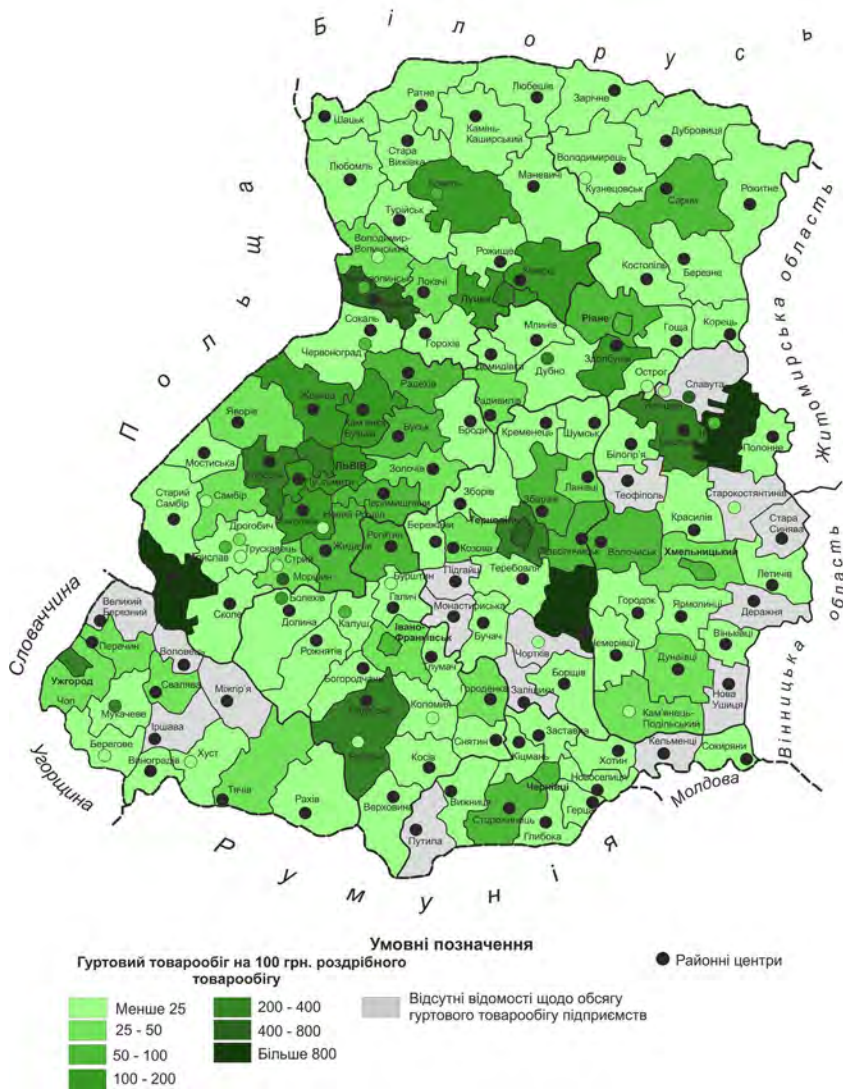 Білорусь
Польща
Житомирська область
Вінницька область
Словаччина
Угорщина
Румунія
Молдова
Шацьк
Ратне
Любешів
Зарічне
Камінь-
Каширський
Стара
Вижівка
Любомль
Володимирець
Дубровиця
Кузнецовськ
Маневичі
Сарни
Рокитне
Турійськ
Володимир-
Волинський
Рожище
Костопіль
Березне
Локачі
Луцьк
Рівне
Сокаль
Горохів
Млинів
Гоща
Корець
Червоноград
Демидівка
Дубно
Здолбунів
Острог
Славута
Радехів
Радивилів
Жовква
Кам'янка
Бузька
Яворів
Буськ
Броди
Кременець
Шумськ
Білогір'я
Полонне
Мостиська
ЛЬВІВ
Золочів
Ланівці
Теофіполь
Старокостянтинів
Старий
Самбір
Самбір
Перемишляни
Зборів
Збараж
Красилів
Стара
Синява
Дрогобич
Трускавець
Стрий
Жидачів
Рогатин
Бережани
Козова
Тернопіль
Волочиськ
Хмельницький
Моршин
Болехів
Бурштин
Галич
Підгайці
Теребовля
Летичів
Деражня
Великий
Березний
Сколе
Долина
Калуш
Монастириська
Городок
Ярмолинці
Перечин
Воловець
Рожнятів
Івано-
Франківськ
Бучач
Чортків
Чемерівці
Віньківці
Ужгород
Свалява
Міжгір'я
Тлумач
Дунаївці
Чоп
Мукачеве
Богородчани
Городенка
Заліщики
Борщів
Нова
Ушиця
Іршава
Коломия
Кам'янець-
Подільський
Берегове
Хуст
Снятин
Заставна
Виноградів
Косів
Кіцмань
Хотин
Кельменці
Сокиряни
Тячів
Рахів
Верховина
Вижниця
Чернівці
Новоселиця
Сторожинець
Герца
Путила
Глибока
Умовні позначення
Гуртовий товарообіг на 100 грн. роздрібного
товарообігу
Районні центри
Менше 25
200 - 400
Відсутні відомості щодо обсягу
гуртового товарообігу підприємств
25 - 50
400 - 800
50 - 100
Більше 800
100 - 200